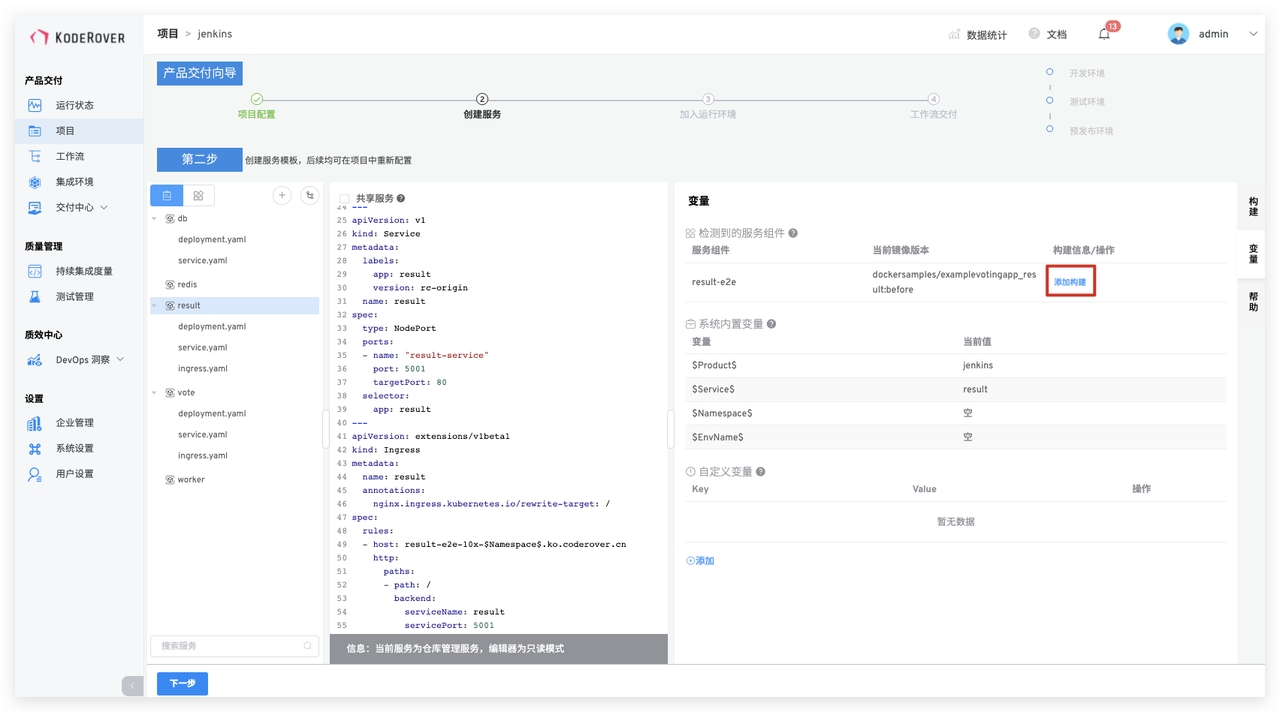 KODEROVER
项目 > jenkins
数据统计
文档
13
admin
产品交付
运行状态
项目
工作流
集成环境
交付中心
质量管理
持续集成度量
测试管理
质效中心
DevOps 洞察
设置
企业管理
系统设置
用户设置
产品交付向导
项目配置
2
创建服务
3
加入运行环境
4
工作流交付
开发环境
测试环境
预发布环境
第二步 创建服务模板，后续均可在项目中重新配置
db
deployment.yaml
service.yaml
redis
result
deployment.yaml
service.yaml
ingress.yaml
vote
deployment.yaml
service.yaml
ingress.yaml
worker
搜索服务
共享服务
24 ---
25 apiVersion: v1
26 kind: Service
27 metadata:
28 labels:
29 app: result
30 version: rc-origin
31 name: result
32 spec:
33 type: NodePort
34 ports:
35 - name: "result-service"
36 port: 5001
37 targetPort: 80
38 selector:
39 app: result
40 ---
41 apiVersion: extensions/v1beta1
42 kind: Ingress
43 metadata:
44 name: result
45 annotations:
46 nginx.ingress.kubernetes.io/rewrite-target: /
47 spec:
48 rules:
49 - host: result-e2e-10x-$Namespace$.ko.coderover.cn
50 http:
51 paths:
52 - path: /
53 backend:
54 serviceName: result
55 servicePort: 5001
信息：当前服务为仓库管理服务，编辑器为只读模式
变量
检测到的服务组件
服务组件 当前镜像版本 构建信息/操作
result-e2e dockersamples/examplevotingapp_res
ult:before
添加构建
系统内置变量
变量 当前值
$Product$ jenkins
$Service$ result
$Namespace$ 空
$EnvName$ 空
自定义变量
Key Value 操作
暂无数据
添加
构建
变量
帮助
下一步